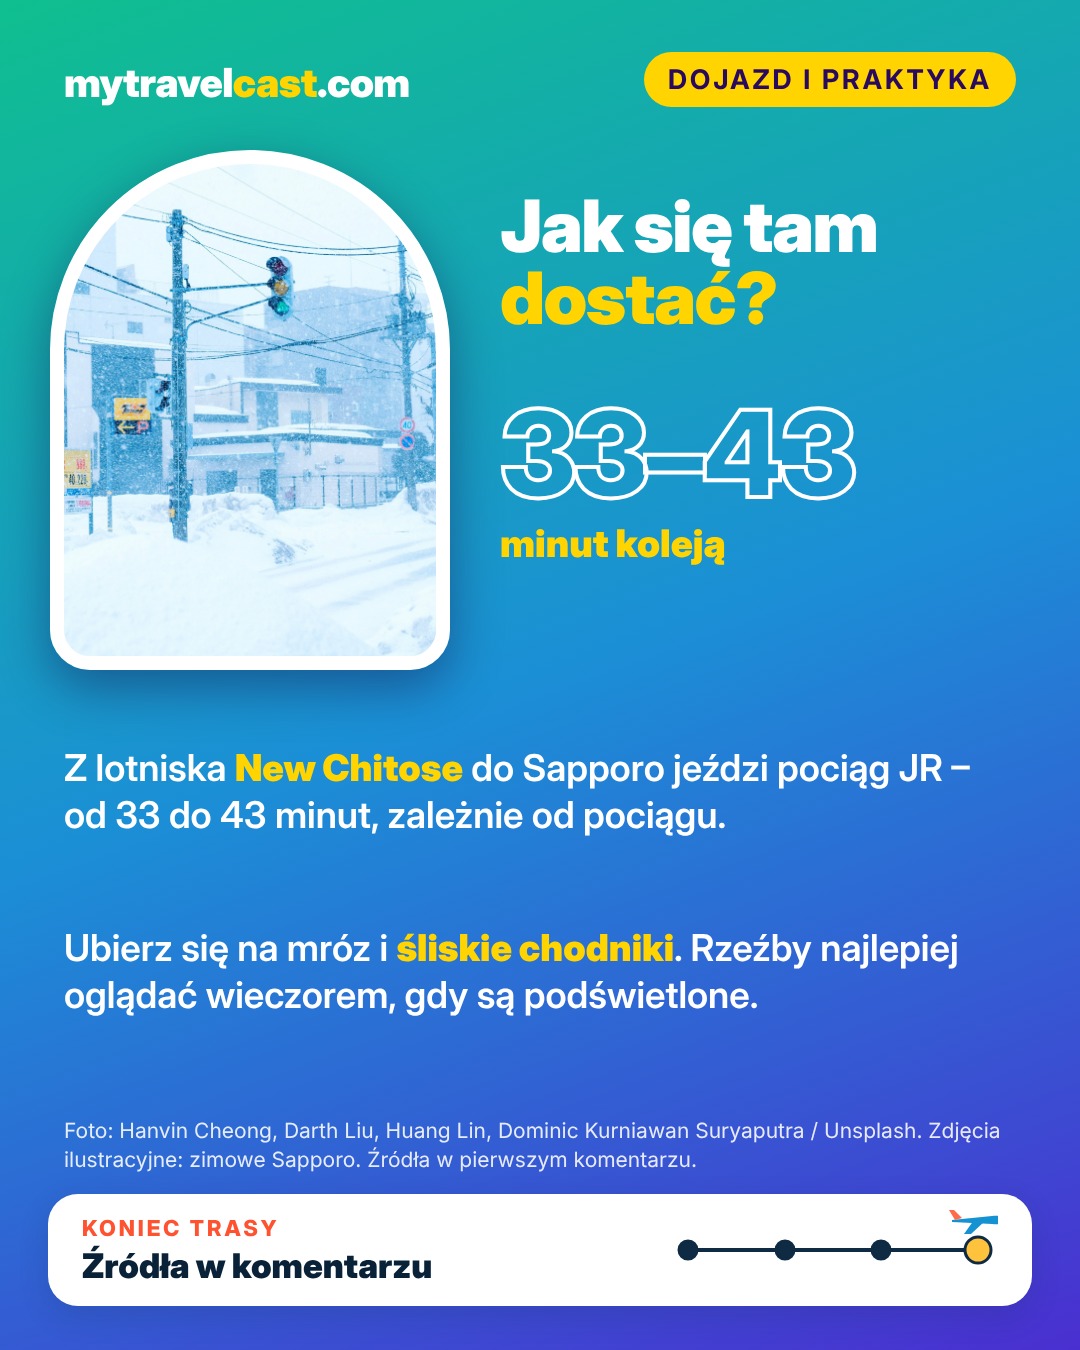 mytravelcast.com
DOJAZD I PRAKTYKA
Jak się tam
dostać?
33–43
minut koleją
Z lotniska New Chitose do Sapporo jeździ pociąg JR –
od 33 do 43 minut, zależnie od pociągu.
Ubierz się na mróz i śliskie chodniki. Rzeźby najlepiej
oglądać wieczorem, gdy są podświetlone.
Foto: Hanvin Cheong, Darth Liu, Huang Lin, Dominic Kurniawan Suryaputra / Unsplash. Zdjęcia
ilustracyjne: zimowe Sapporo. Źródła w pierwszym komentarzu.
KONIEC TRASY
Źródła w komentarzu